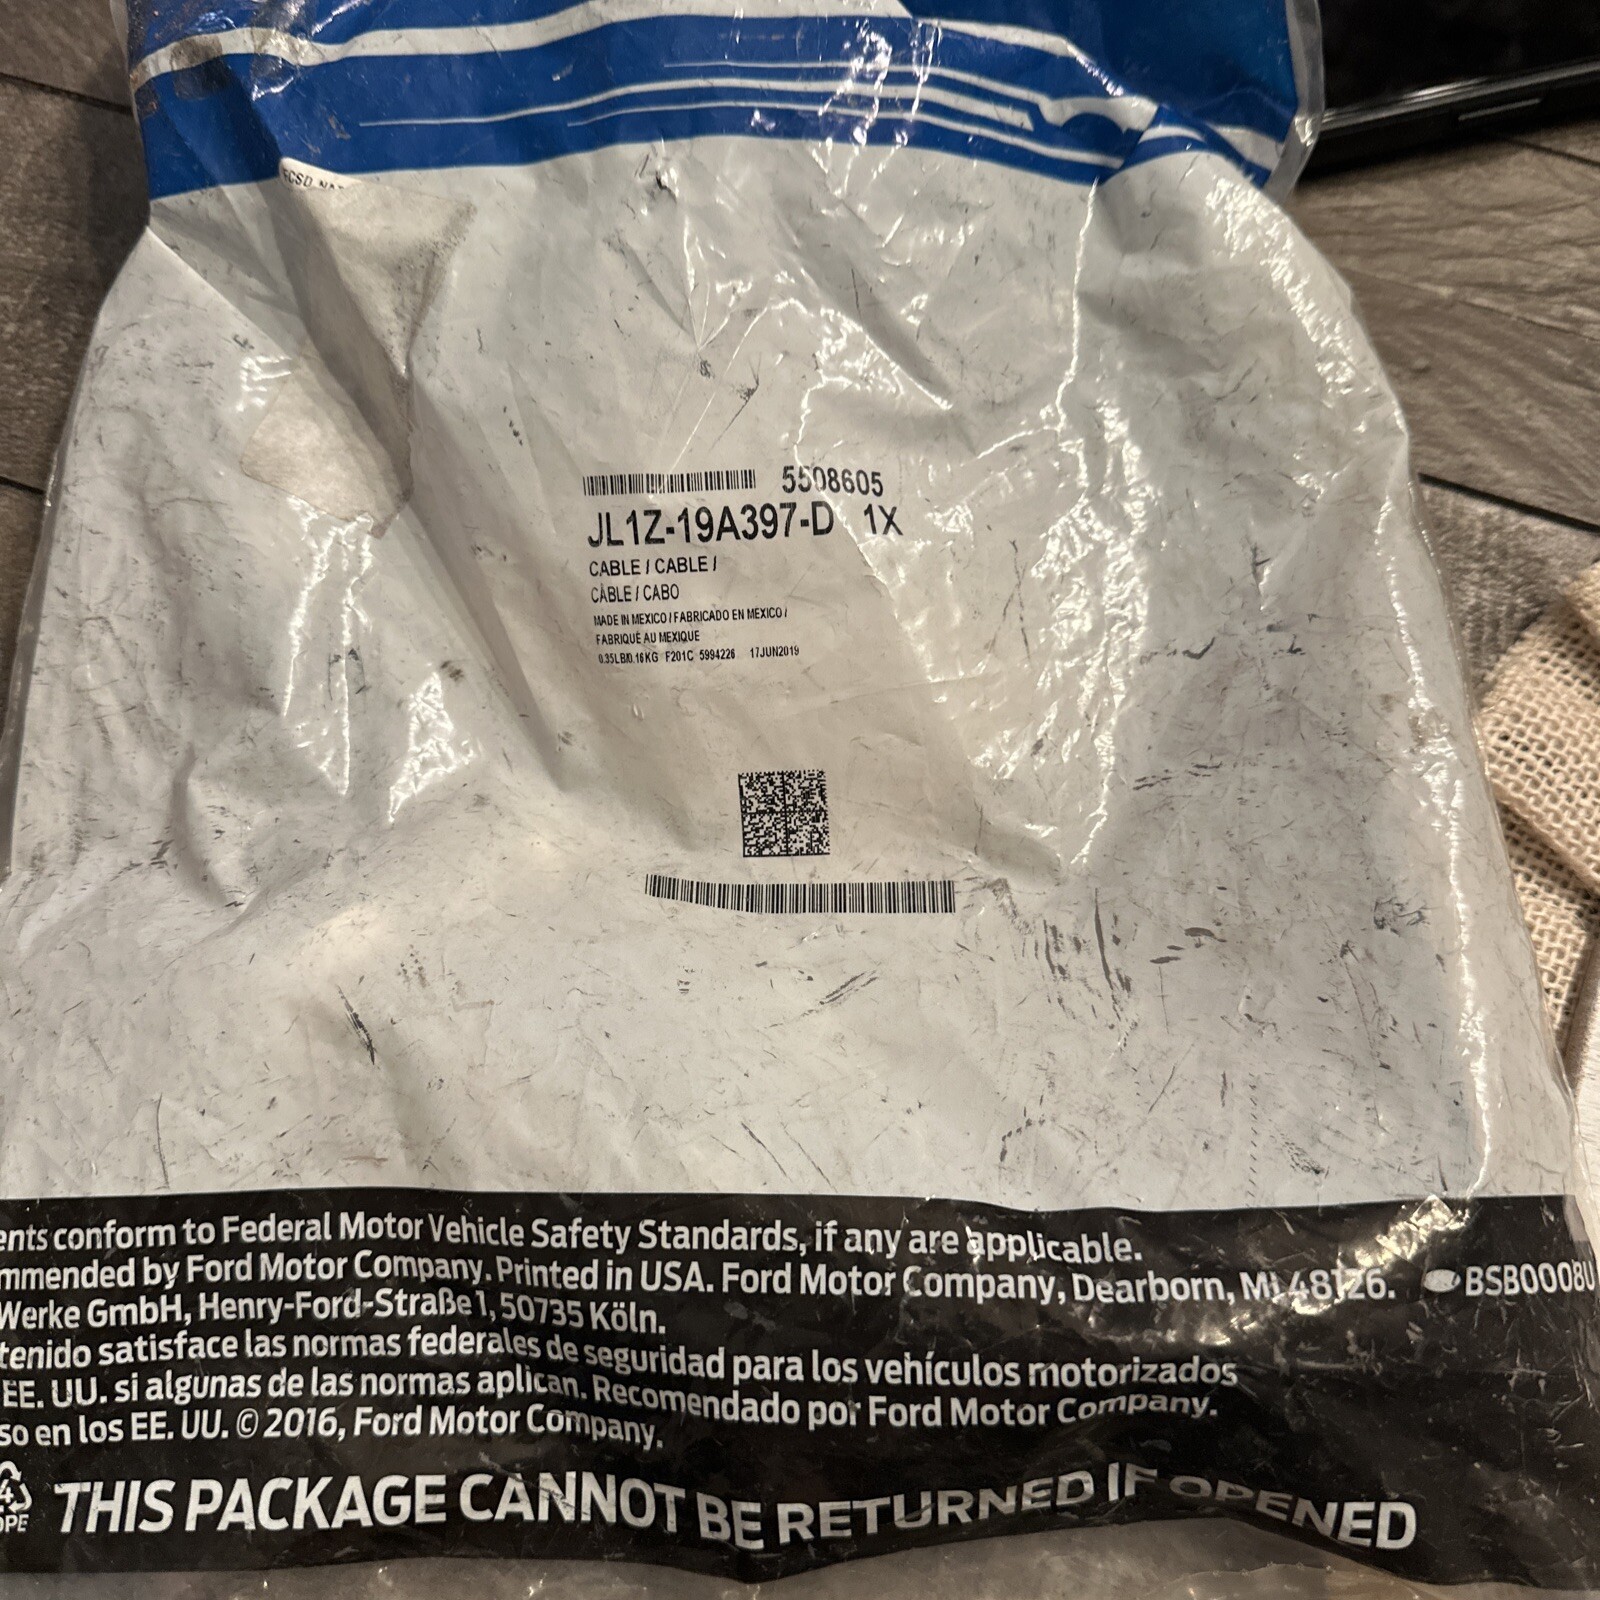 5508605
JL1Z-19A397-D 1X
CABLE / CABLE /
CÂBLE / CABO
MADE IN MEXICO / FABRICADO EN MEXICO /
FABRIQUÉ AU MEXIQUE
0.35LB/0.16KG F201C 5994226 17JUN2019
ents conform to Federal Motor Vehicle Safety Standards, if any are applicable.
mmended by Ford Motor Company. Printed in USA. Ford Motor Company, Dearborn, MI 48126. BSB0008U
Werke GmbH, Henry-Ford-Straße 1, 50735 Köln.
tenido satisface las normas federales de seguridad para los vehículos motorizados
EE. UU. si algunas de las normas aplican. Recomendado por Ford Motor Company.
so en los EE. UU. © 2016, Ford Motor Company.
4
DPE
THIS PACKAGE CANNOT BE RETURNED IF OPENED